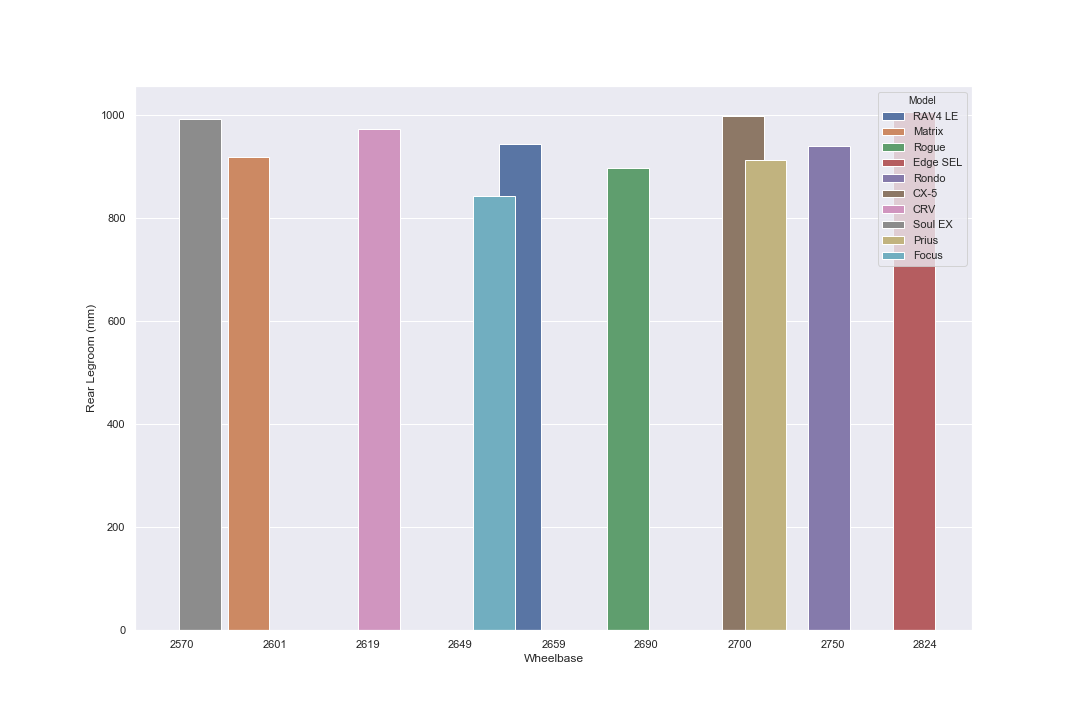 Model
RAV4 LE
Matrix
Rogue
Edge SEL
Rondo
CX-5
CRV
Soul EX
Prius
Focus
1000
800
600
400
200
0
Rear Legroom (mm)
2570 2601 2619 2649 2659 2690 2700 2750 2824
Wheelbase